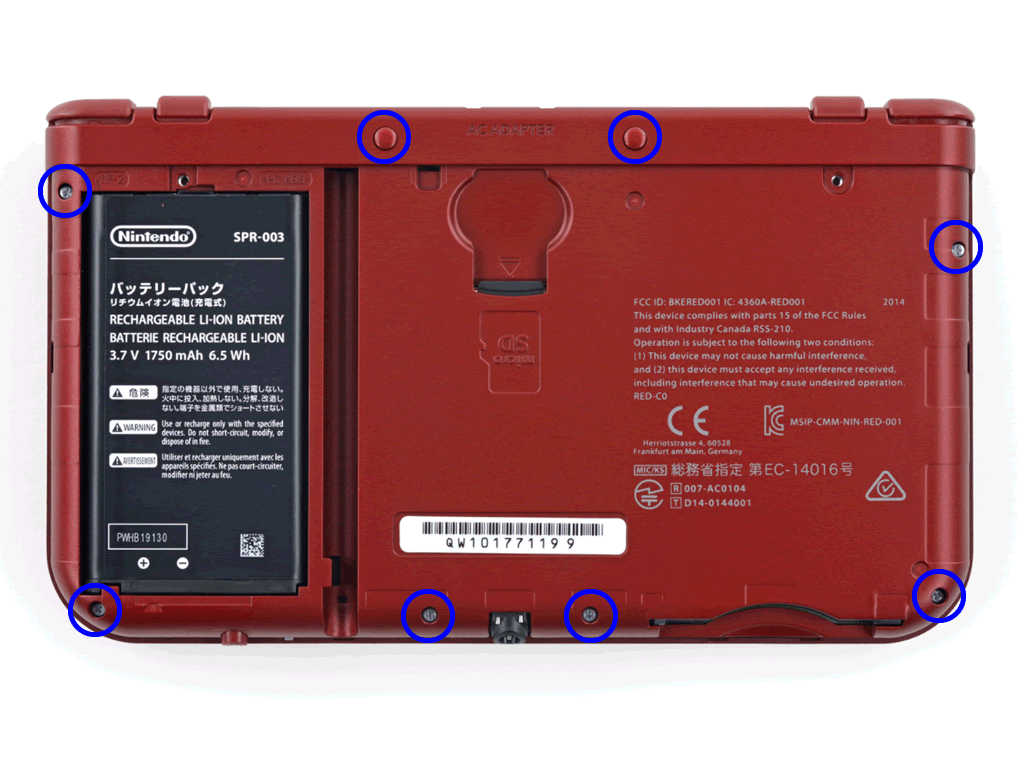 AC ADAPTER
Nintendo
SPR-003
バッテリーパック
リチウムイオン電池(充電式)
RECHARGEABLE LI-ION BATTERY
BATTERIE RECHARGEABLE LI-ION
3.7 V 1750 mAh 6.5 Wh
危険
指定の機器以外で使用、充電しない。
火中に投入、加熱しない。分解、改造し
ない。端子を金属類でショートさせない
WARNING
Use or recharge only with the specified
devices. Do not short-circuit, modify, or
dispose of in fire.
AVERTISSEMENT
Utiliser et recharger uniquement avec les
appareils spécifiés. Ne pas court-circuiter,
modifier ni jeter au feu.
PWHB19130
micro
SD
FCC ID: BKERED001 IC: 4360A-RED001 2014
This device complies with part 15 of the FCC Rules
and with Industry Canada RSS-210.
Operation is subject to the following two conditions:
(1) This device may not cause harmful interference,
and (2) this device must accept any interference received,
including interference that may cause undesired operation.
RED-C0
CE
MSIP-CMM-NIN-RED-001
Herriotstrasse 4, 60528
Frankfurt am Main, Germany
MIC/KS 総務省指定 第EC-14016号
R 007-AC0104
T D14-0144001
QW101771199